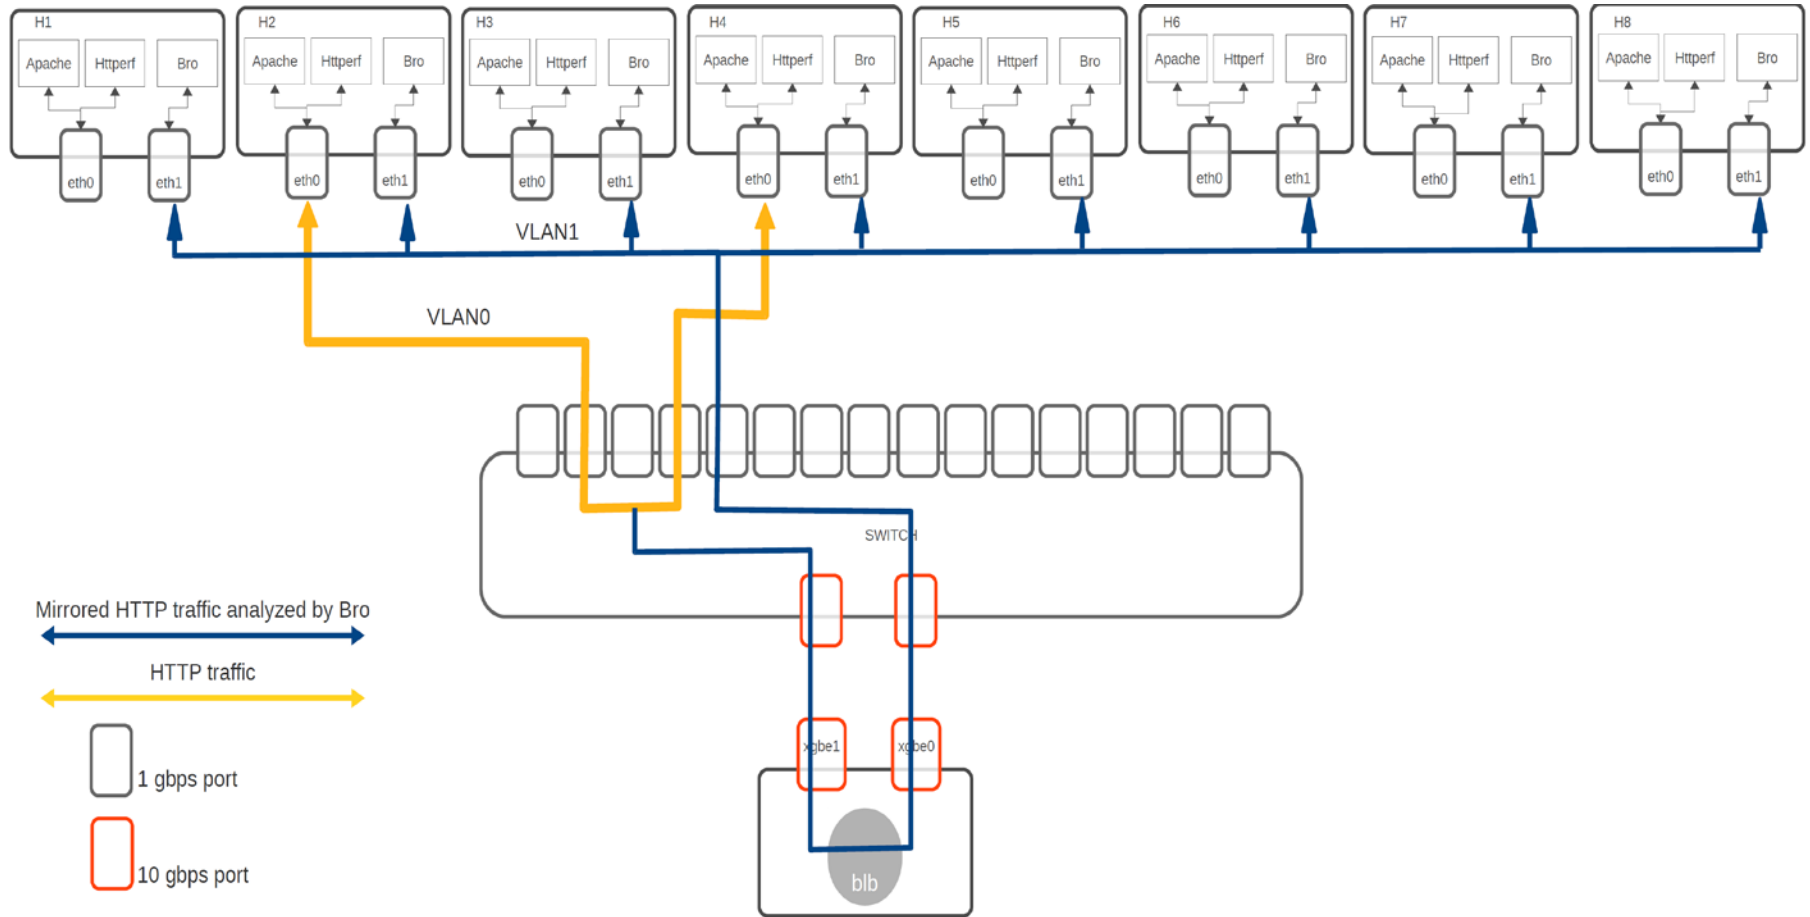 H1
H2
H3
H4
H5
H6
H7
H8
Apache Httperf Bro
Apache Httperf Bro
Apache Httperf Bro
Apache Httperf Bro
Apache Httperf Bro
Apache Httperf Bro
Apache Httperf Bro
Apache Httperf Bro
eth0 eth1
eth0 eth1
eth0 eth1
eth0 eth1
eth0 eth1
eth0 eth1
eth0 eth1
eth0 eth1
VLAN1
VLAN0
SWITCH
Mirrored HTTP traffic analyzed by Bro
HTTP traffic
1 gbps port
10 gbps port
xgbe1
xgbe0
blb